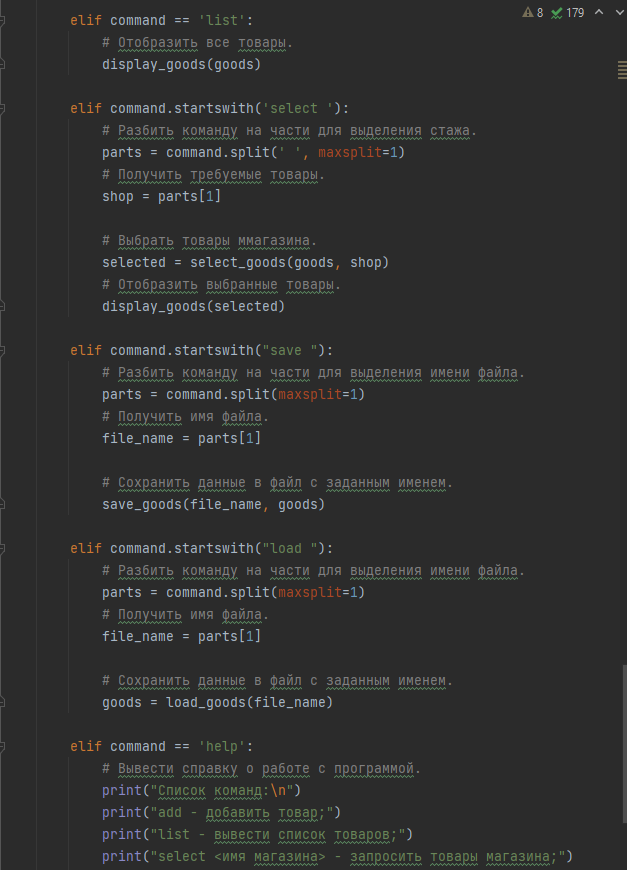 8 179
elif command == 'list':
# Отобразить все товары.
display_goods(goods)
elif command.startswith('select '):
# Разбить команду на части для выделения стажа.
parts = command.split(' ', maxsplit=1)
# Получить требуемые товары.
shop = parts[1]
# Выбрать товары ммагазина.
selected = select_goods(goods, shop)
# Отобразить выбранные товары.
display_goods(selected)
elif command.startswith("save "):
# Разбить команду на части для выделения имени файла.
parts = command.split(maxsplit=1)
# Получить имя файла.
file_name = parts[1]
# Сохранить данные в файл с заданным именем.
save_goods(file_name, goods)
elif command.startswith("load "):
# Разбить команду на части для выделения имени файла.
parts = command.split(maxsplit=1)
# Получить имя файла.
file_name = parts[1]
# Сохранить данные в файл с заданным именем.
goods = load_goods(file_name)
elif command == 'help':
# Вывести справку о работе с программой.
print("Список команд:\n")
print("add - добавить товар;")
print("list - вывести список товаров;")
print("select <имя магазина> - запросить товары магазина;")